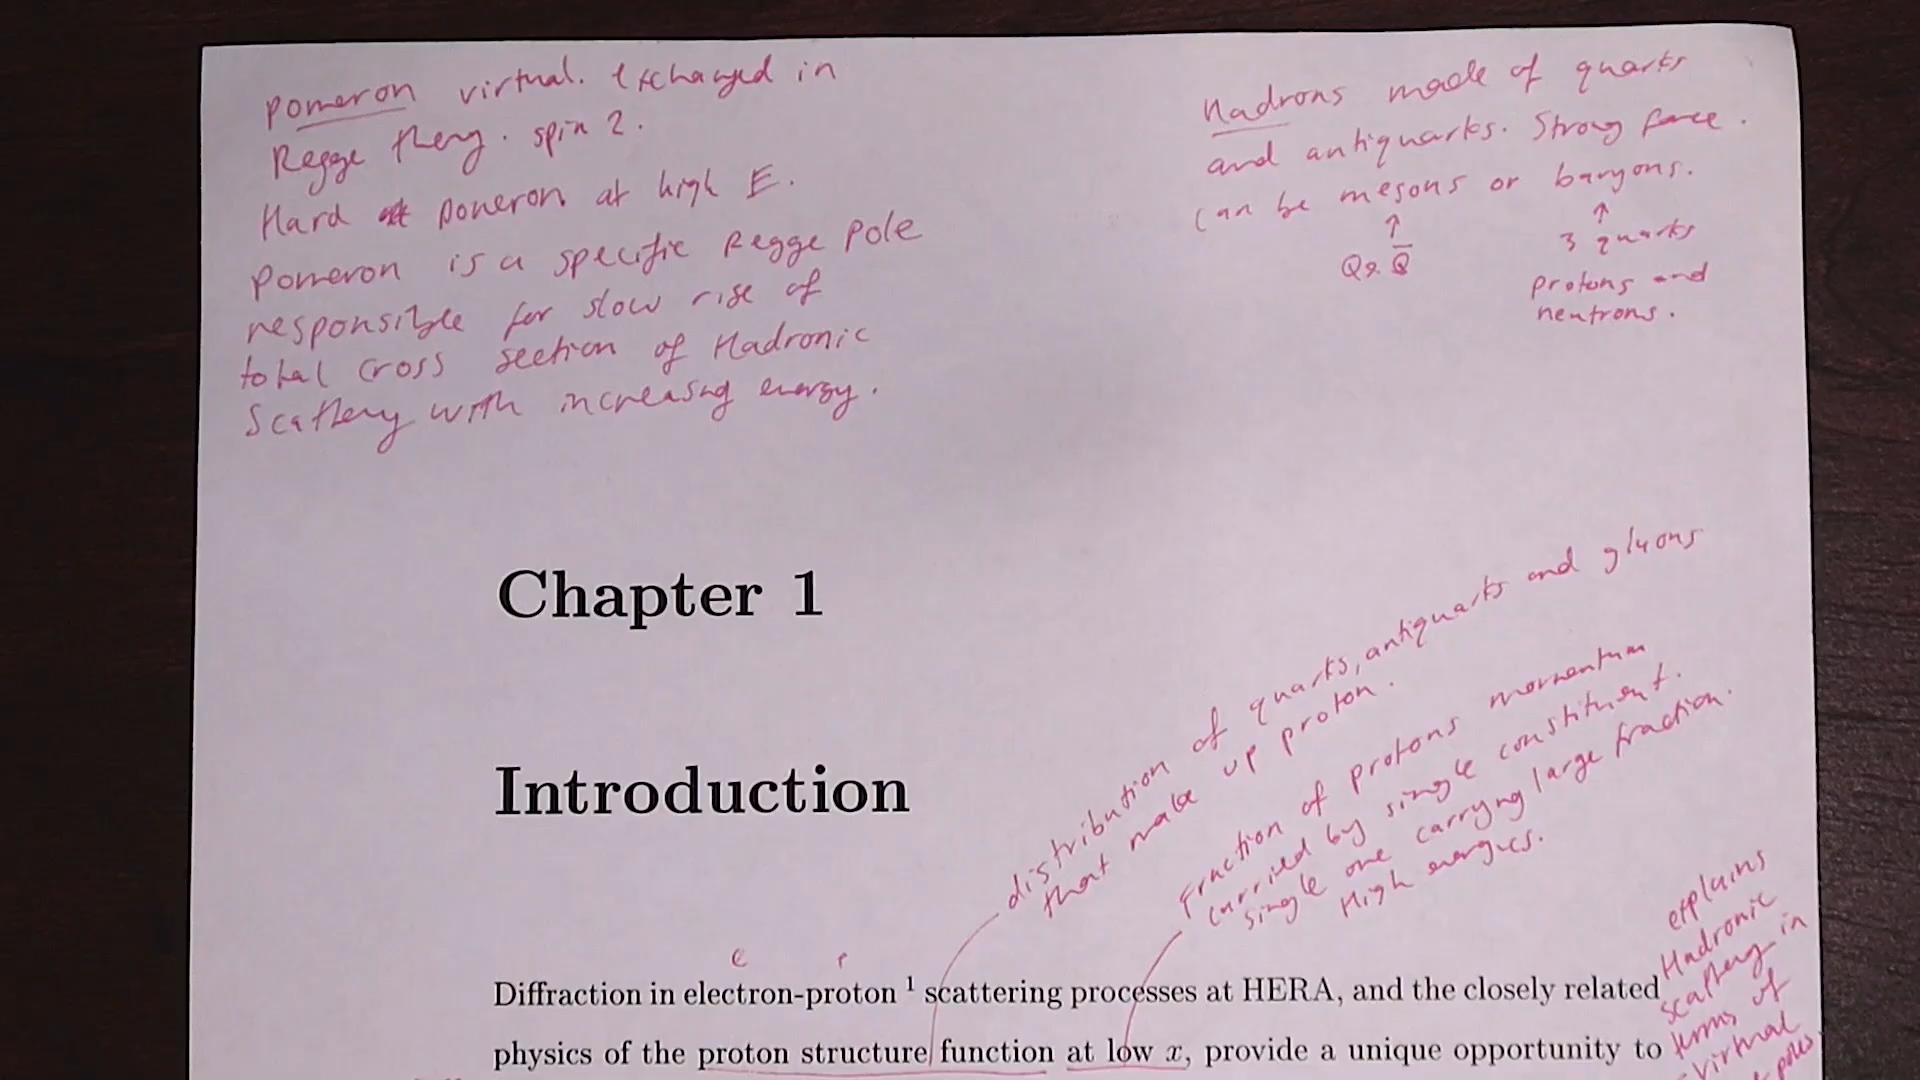 Pomeron virtual. Exchanged in
Regge theory. spin 2.
Hard pomeron at high E.
Pomeron is a specific Regge pole
responsible for slow rise of
total cross section of Hadronic
Scattering with increasing energy.
Hadrons made of quarks
and antiquarks. Strong force.
Can be mesons or baryons.
↑ ↑
Q Q̅ 3 quarks
protons and
neutrons.
Chapter 1
Introduction
distribution of quarks, antiquarks and gluons
that make up proton.
Fraction of protons momentum
carried by single constituent.
single one carrying large fraction.
High energies.
explains
Hadronic
scattering in
terms of
virtual
poles
e p
Diffraction in electron-proton ¹ scattering processes at HERA, and the closely related
physics of the proton structure function at low x, provide a unique opportunity to